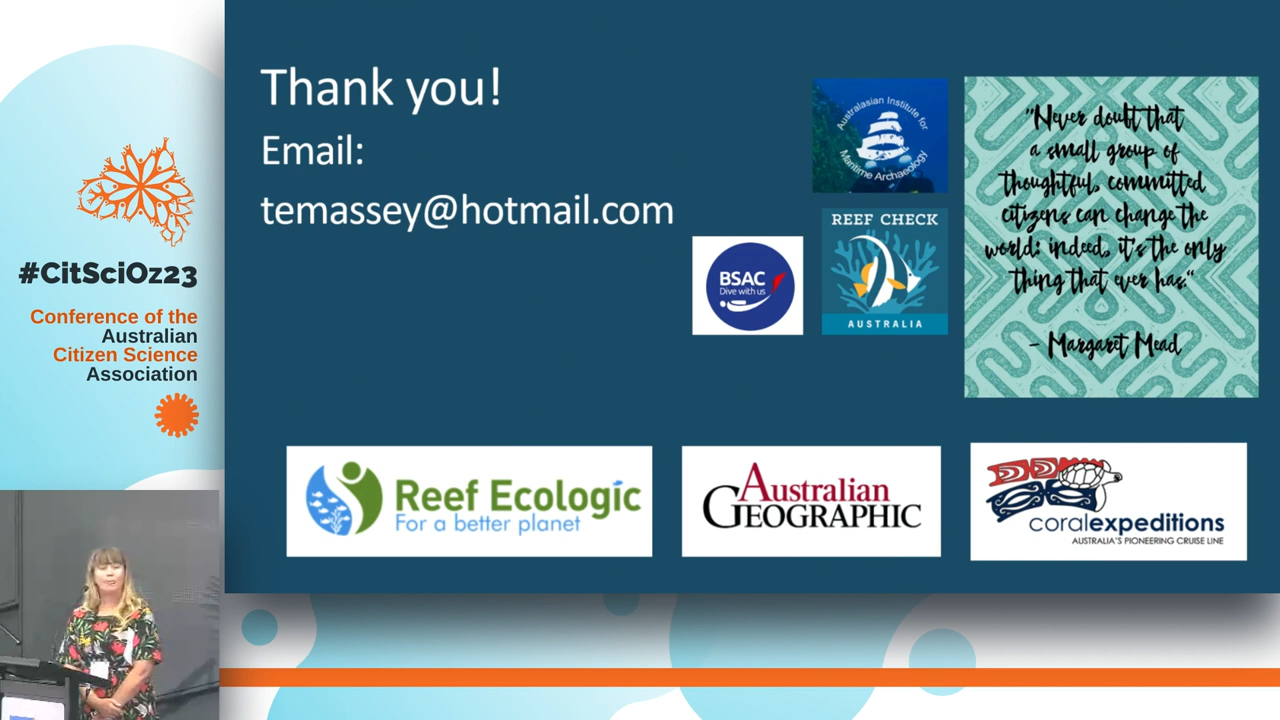 #CitSciOz23
Conference of the
Australian
Citizen Science
Association
Thank you!
Email:
temassey@hotmail.com
Australasian Institute for
Maritime Archaeology
REEF CHECK
AUSTRALIA
BSAC
Dive with us
"Never doubt that
a small group of
thoughtful, committed
citizens can change the
world: indeed, it's the only
thing that ever has."
- Margaret Mead
Reef Ecologic
For a better planet
Australian
GEOGRAPHIC
coralexpeditions
AUSTRALIA'S PIONEERING CRUISE LINE